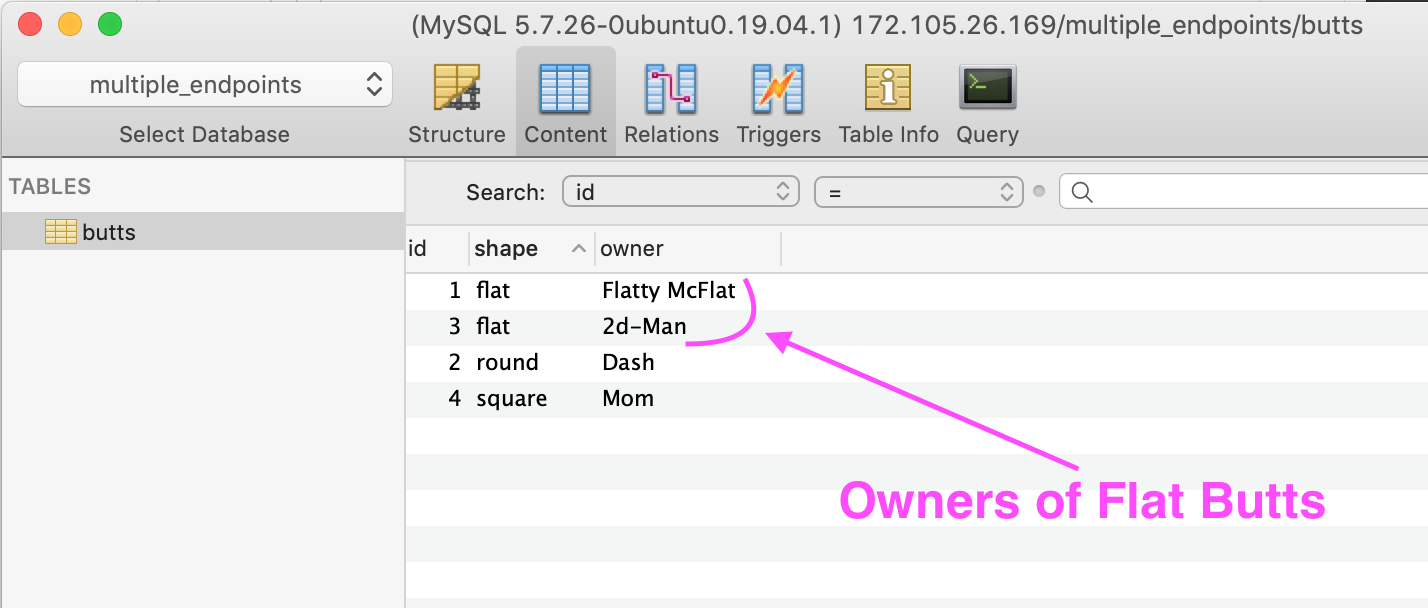 (MySQL 5.7.26-0ubuntu0.19.04.1) 172.105.26.169/multiple_endpoints/butts
multiple_endpoints
Select Database
Structure Content Relations Triggers Table Info Query
TABLES
butts
Search: id =
id shape owner
1 flat Flatty McFlat
3 flat 2d-Man
2 round Dash
4 square Mom
Owners of Flat Butts